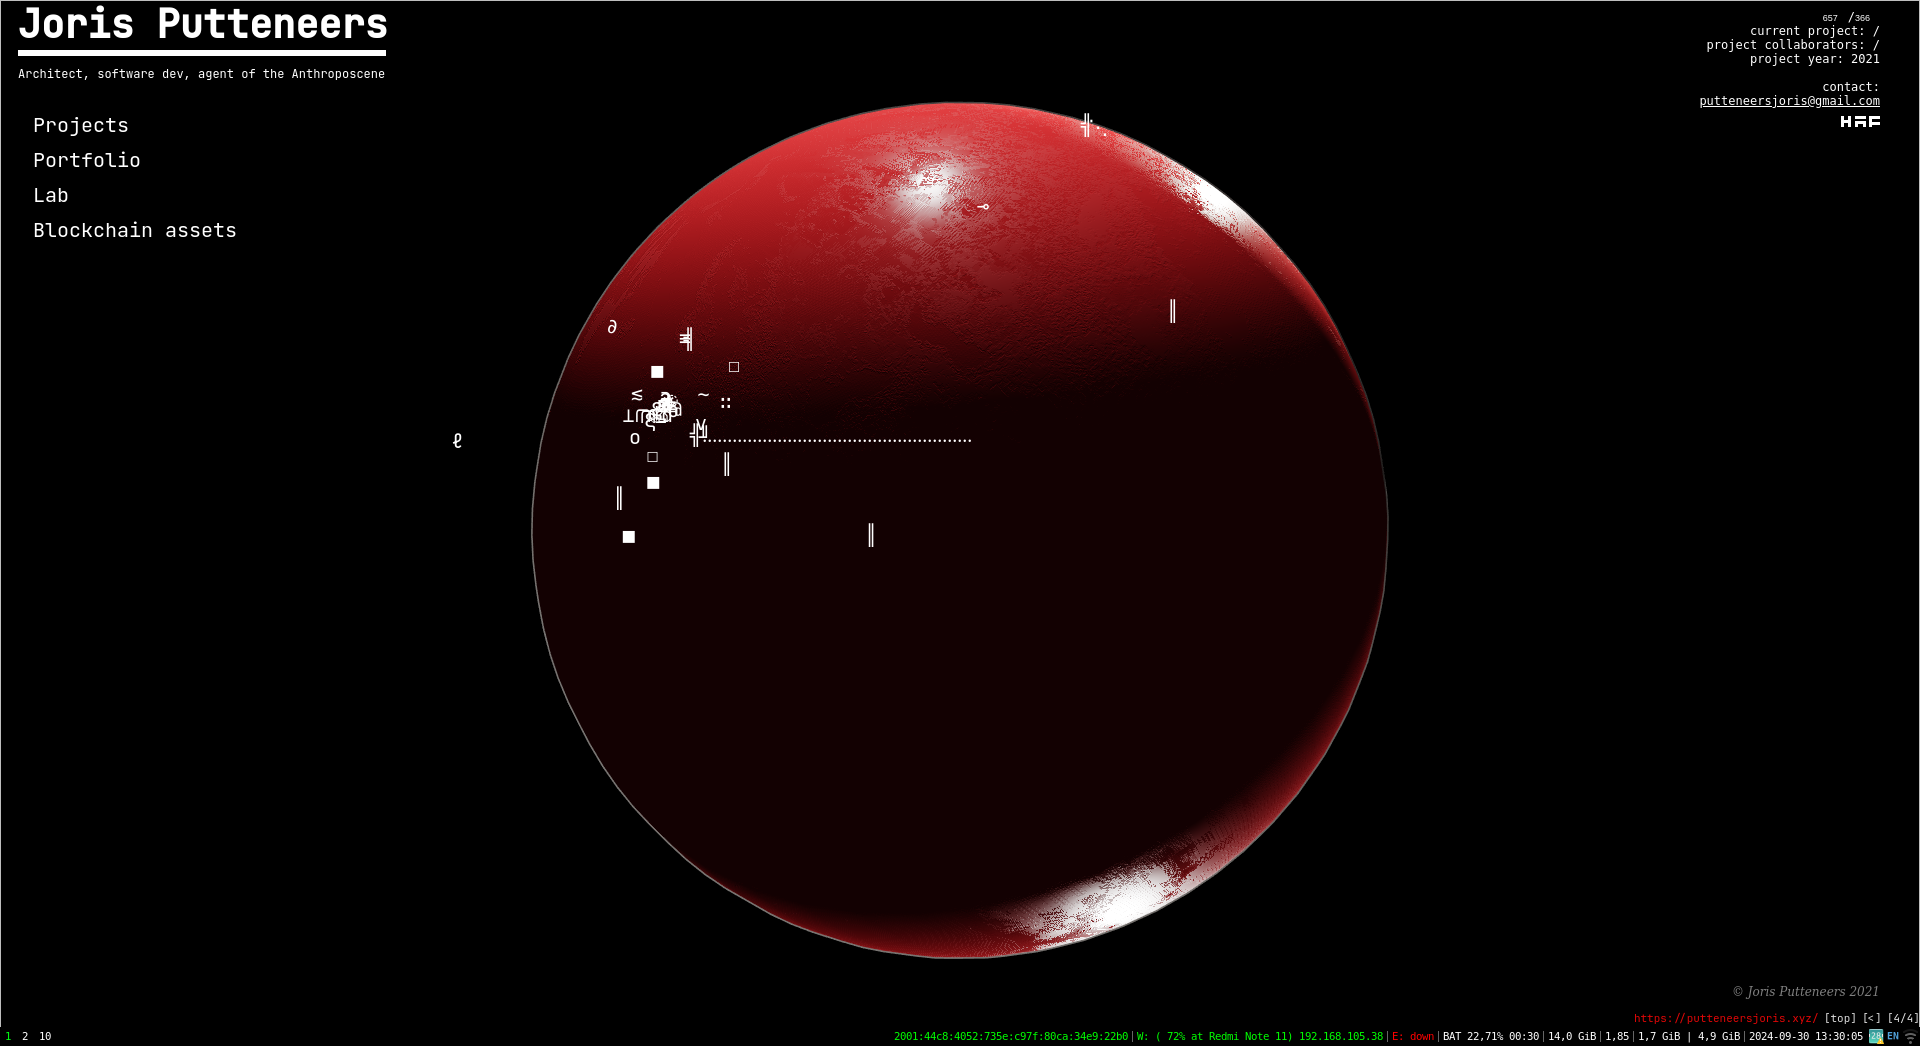 Joris Putteneers
Architect, software dev, agent of the Anthroposcene
Projects
Portfolio
Lab
Blockchain assets
657 /366
current project: /
project collaborators: /
project year: 2021
contact:
putteneersjoris@gmail.com
HAF
© Joris Putteneers 2021
https://putteneersjoris.xyz/ [top] [<] [4/4]
1 2 10
2001:44c8:4052:735e:c97f:80ca:34e9:22b0|W: ( 72% at Redmi Note 11) 192.168.105.38|E: down|BAT 22,71% 00:30|14,0 GiB|1,85|1,7 GiB | 4,9 GiB|2024-09-30 13:30:05 28 EN